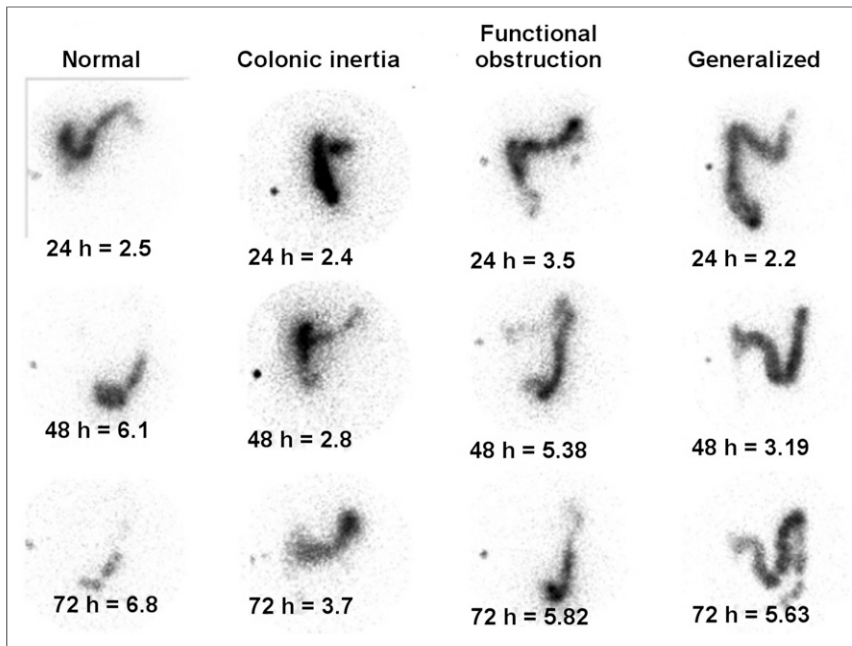 Normal
Colonic inertia
Functional
obstruction
Generalized
24 h = 2.5
24 h = 2.4
24 h = 3.5
24 h = 2.2
48 h = 6.1
48 h = 2.8
48 h = 5.38
48 h = 3.19
72 h = 6.8
72 h = 3.7
72 h = 5.82
72 h = 5.63